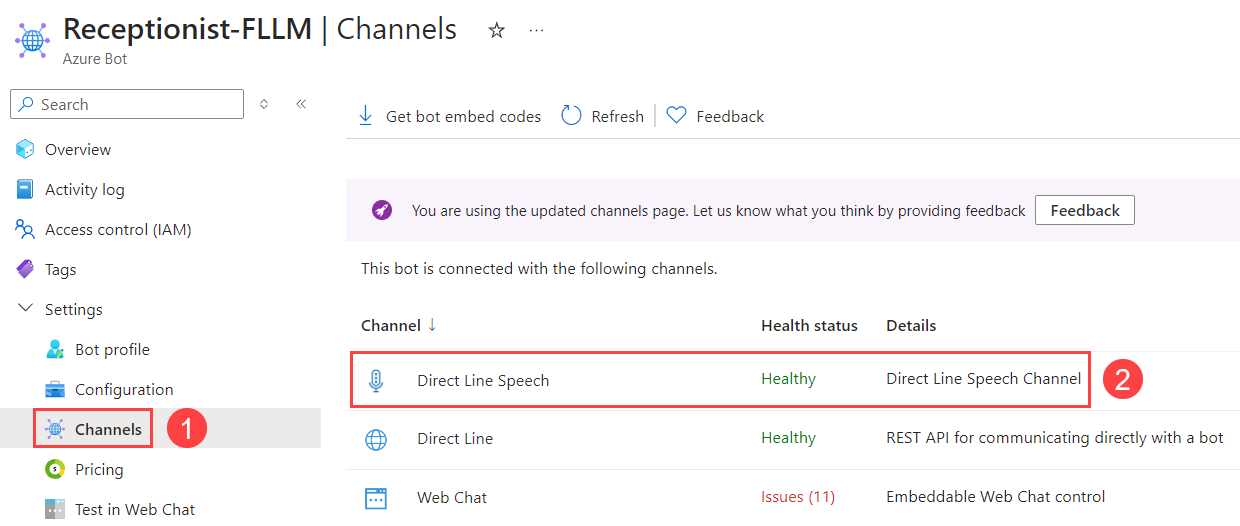 Receptionist-FLLM | Channels
Azure Bot
Search
Overview
Activity log
Access control (IAM)
Tags
Settings
Bot profile
Configuration
Channels 1
Pricing
Test in Web Chat
Get bot embed codes Refresh Feedback
You are using the updated channels page. Let us know what you think by providing feedback Feedback
This bot is connected with the following channels.
Channel ↓ Health status Details
Direct Line Speech Healthy Direct Line Speech Channel 2
Direct Line Healthy REST API for communicating directly with a bot
Web Chat Issues (11) Embeddable Web Chat control